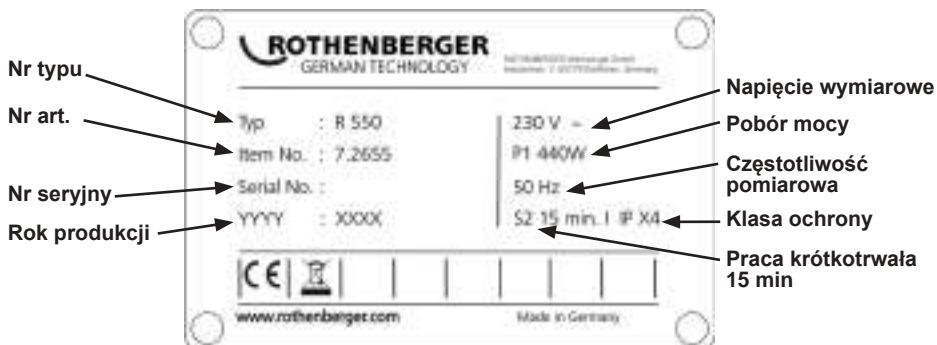 ROTHENBERGER
GERMAN TECHNOLOGY
Nr typu
Nr art.
Nr seryjny
Rok produkcji
Typ : R 550
Item No. : 7.2655
Serial No. :
YYYY : XXXX
230 V ~
P1 440W
50 Hz
S2 15 min. I IP X4
Napięcie wymiarowe
Pobór mocy
Częstotliwość
pomiarowa
Klasa ochrony
Praca krótkotrwała
15 min
CE
www.rothenberger.com
Made in Germany